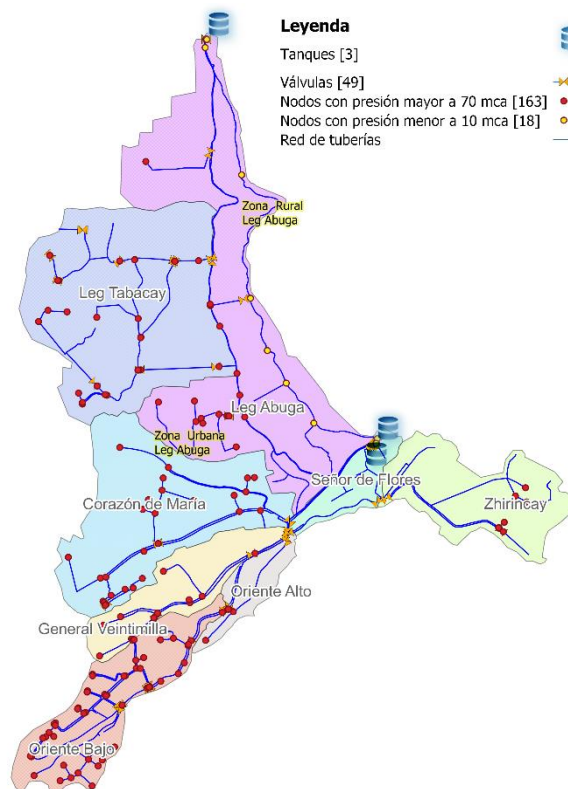 Leyenda
Tanques [3]
Válvulas [49]
Nodos con presión mayor a 70 mca [163]
Nodos con presión menor a 10 mca [18]
Red de tuberías
Zona Rural
Leg Abuga
Leg Tabacay
Leg Abuga
Zona Urbana
Leg Abuga
Señor de Flores
Corazón de María
Zhirincay
Oriente Alto
General Veintimilla
Oriente Bajo